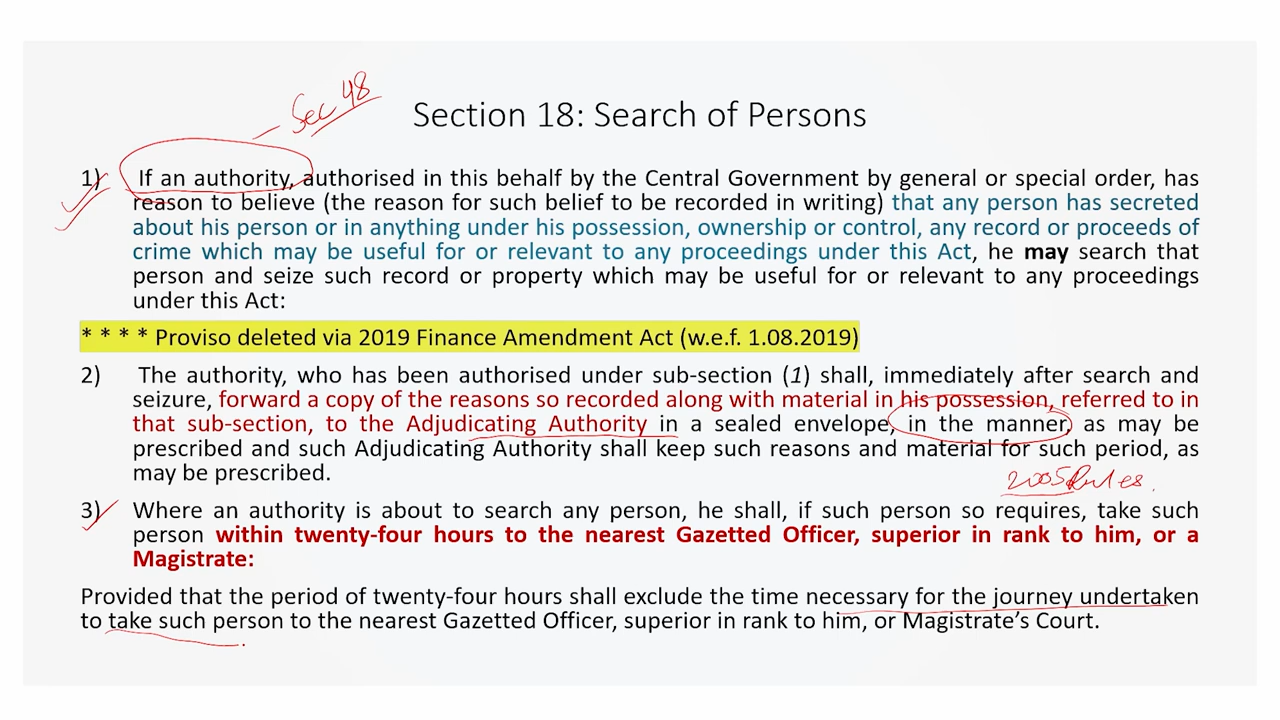 Sec 48
Section 18: Search of Persons
1) If an authority, authorised in this behalf by the Central Government by general or special order, has
reason to believe (the reason for such belief to be recorded in writing) that any person has secreted
about his person or in anything under his possession, ownership or control, any record or proceeds of
crime which may be useful for or relevant to any proceedings under this Act, he may search that
person and seize such record or property which may be useful for or relevant to any proceedings
under this Act:
* * * * Proviso deleted via 2019 Finance Amendment Act (w.e.f. 1.08.2019)
2) The authority, who has been authorised under sub-section (1) shall, immediately after search and
seizure, forward a copy of the reasons so recorded along with material in his possession, referred to in
that sub-section, to the Adjudicating Authority in a sealed envelope, in the manner, as may be
prescribed and such Adjudicating Authority shall keep such reasons and material for such period, as
may be prescribed.
2005 Rules.
3) Where an authority is about to search any person, he shall, if such person so requires, take such
person within twenty-four hours to the nearest Gazetted Officer, superior in rank to him, or a
Magistrate:
Provided that the period of twenty-four hours shall exclude the time necessary for the journey undertaken
to take such person to the nearest Gazetted Officer, superior in rank to him, or Magistrate's Court.